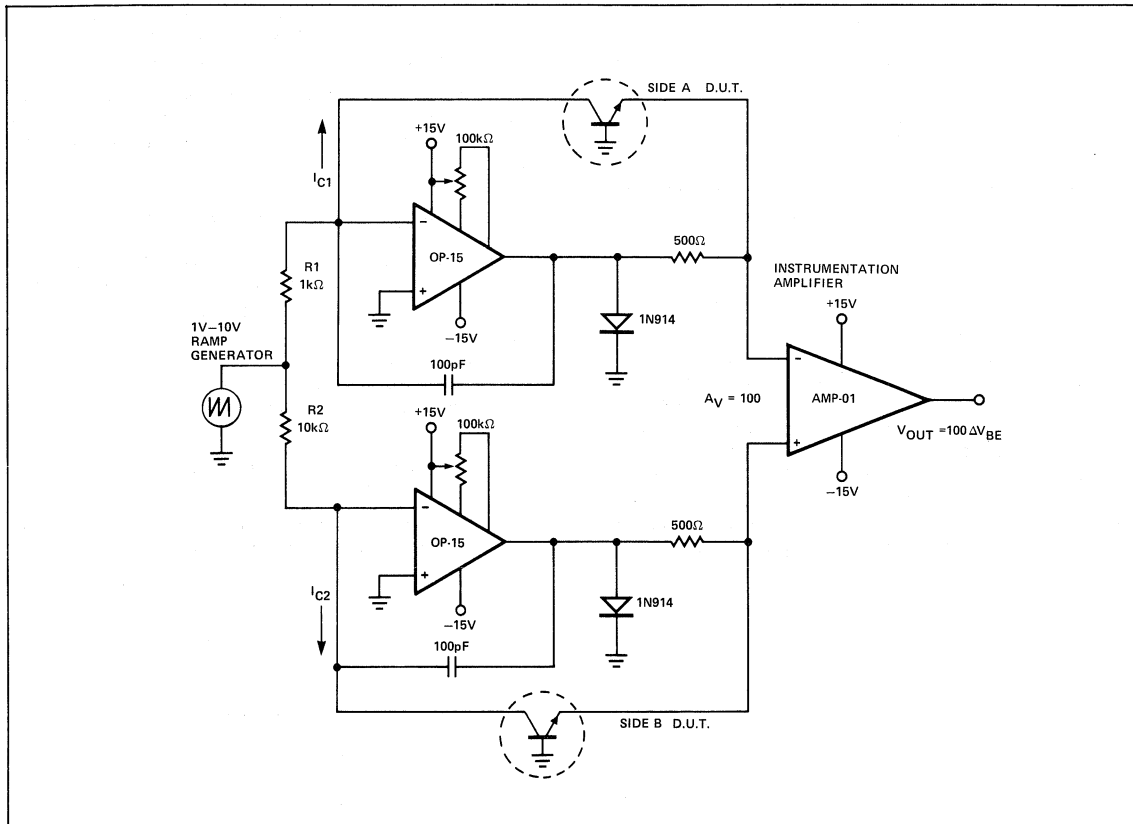 SIDE A D.U.T.
+15V
100kΩ
IC1
−
OP-15
+
−15V
500Ω
R1
1kΩ
1N914
INSTRUMENTATION
AMPLIFIER
+15V
1V–10V
RAMP
GENERATOR
100pF
−
AV = 100
AMP-01
+
VOUT = 100 ΔVBE
−15V
R2
10kΩ
+15V
100kΩ
−
OP-15
+
−15V
500Ω
IC2
1N914
100pF
SIDE B D.U.T.